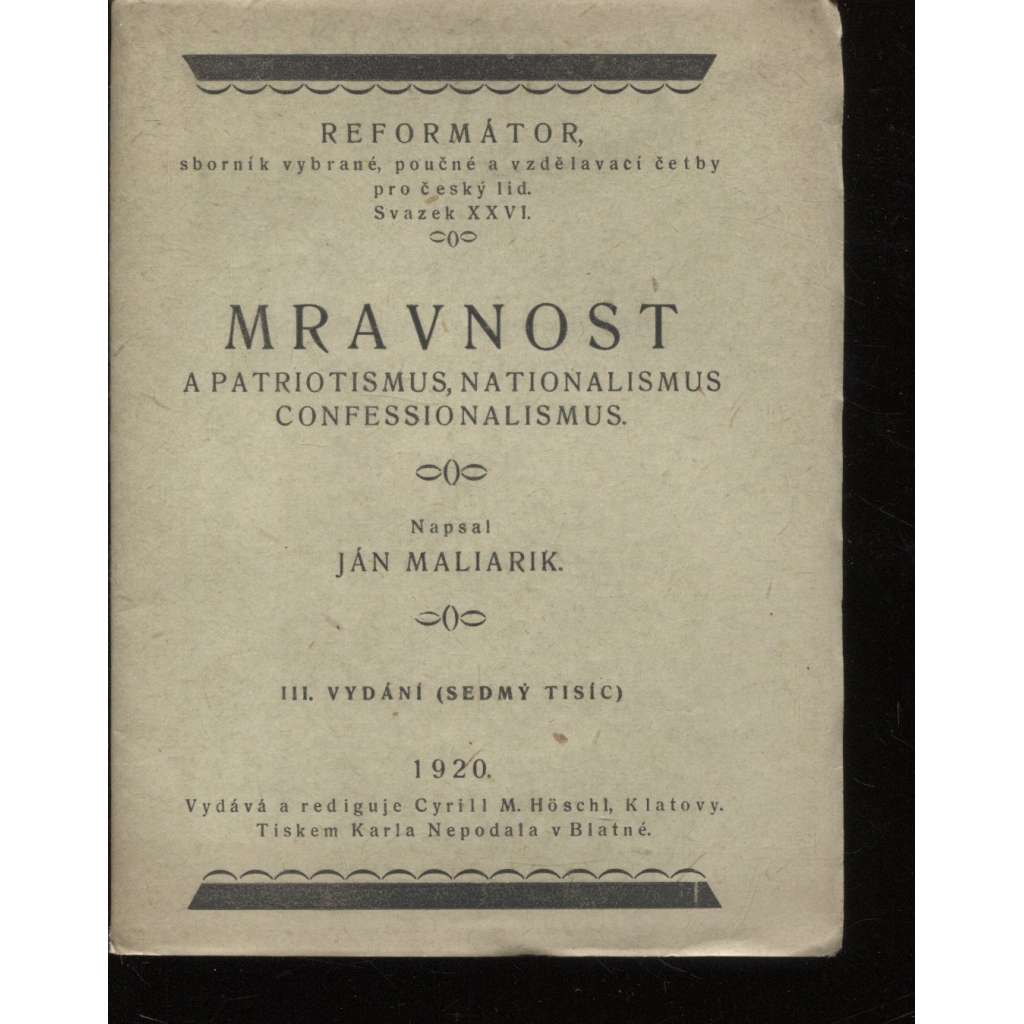 REFORMÁTOR,
sborník vybrané, poučné a vzdělavací četby
pro český lid.
Svazek XXVI.
MRAVNOST
A PATRIOTISMUS, NATIONALISMUS
CONFESSIONALISMUS.
Napsal
JÁN MALIARIK.
III. VYDÁNÍ (SEDMÝ TISÍC)
1920.
Vydává a rediguje Cyrill M. Höschl, Klatovy.
Tiskem Karla Nepodala v Blatné.